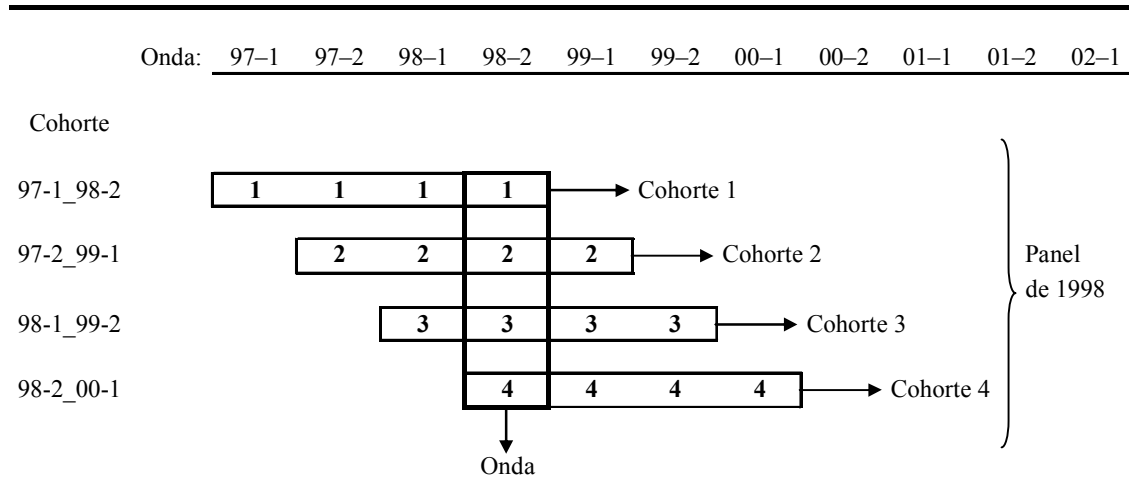 Onda: 97–1 97–2 98–1 98–2 99–1 99–2 00–1 00–2 01–1 01–2 02–1
Cohorte
97-1_98-2 1 1 1 1 Cohorte 1
97-2_99-1 2 2 2 2 Cohorte 2
Panel
de 1998
98-1_99-2 3 3 3 3 Cohorte 3
98-2_00-1 4 4 4 4 Cohorte 4
Onda